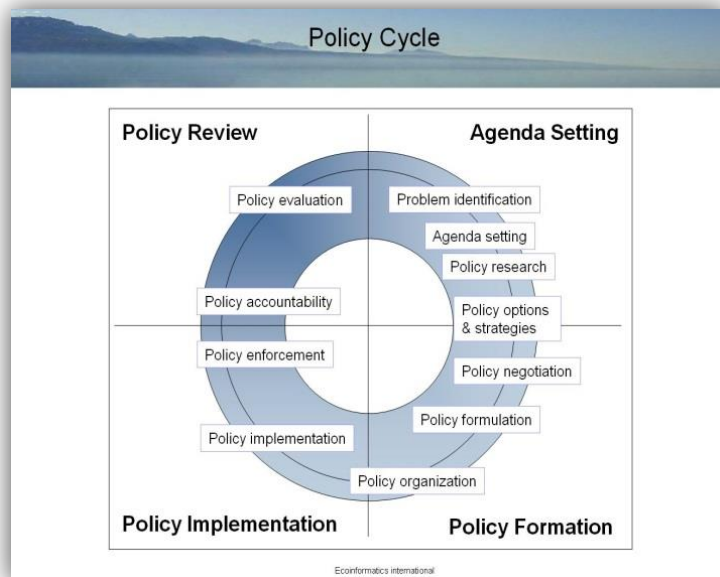 Policy Cycle
Policy Review
Agenda Setting
Policy evaluation
Problem identification
Agenda setting
Policy research
Policy accountability
Policy options
& strategies
Policy enforcement
Policy negotiation
Policy formulation
Policy implementation
Policy organization
Policy Implementation
Policy Formation
Ecoinformatics international